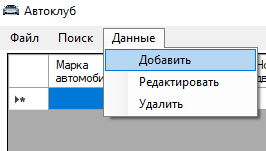 Автоклуб
Файл Поиск Данные
Марка
автомоби
Добавить
Редактировать
Удалить